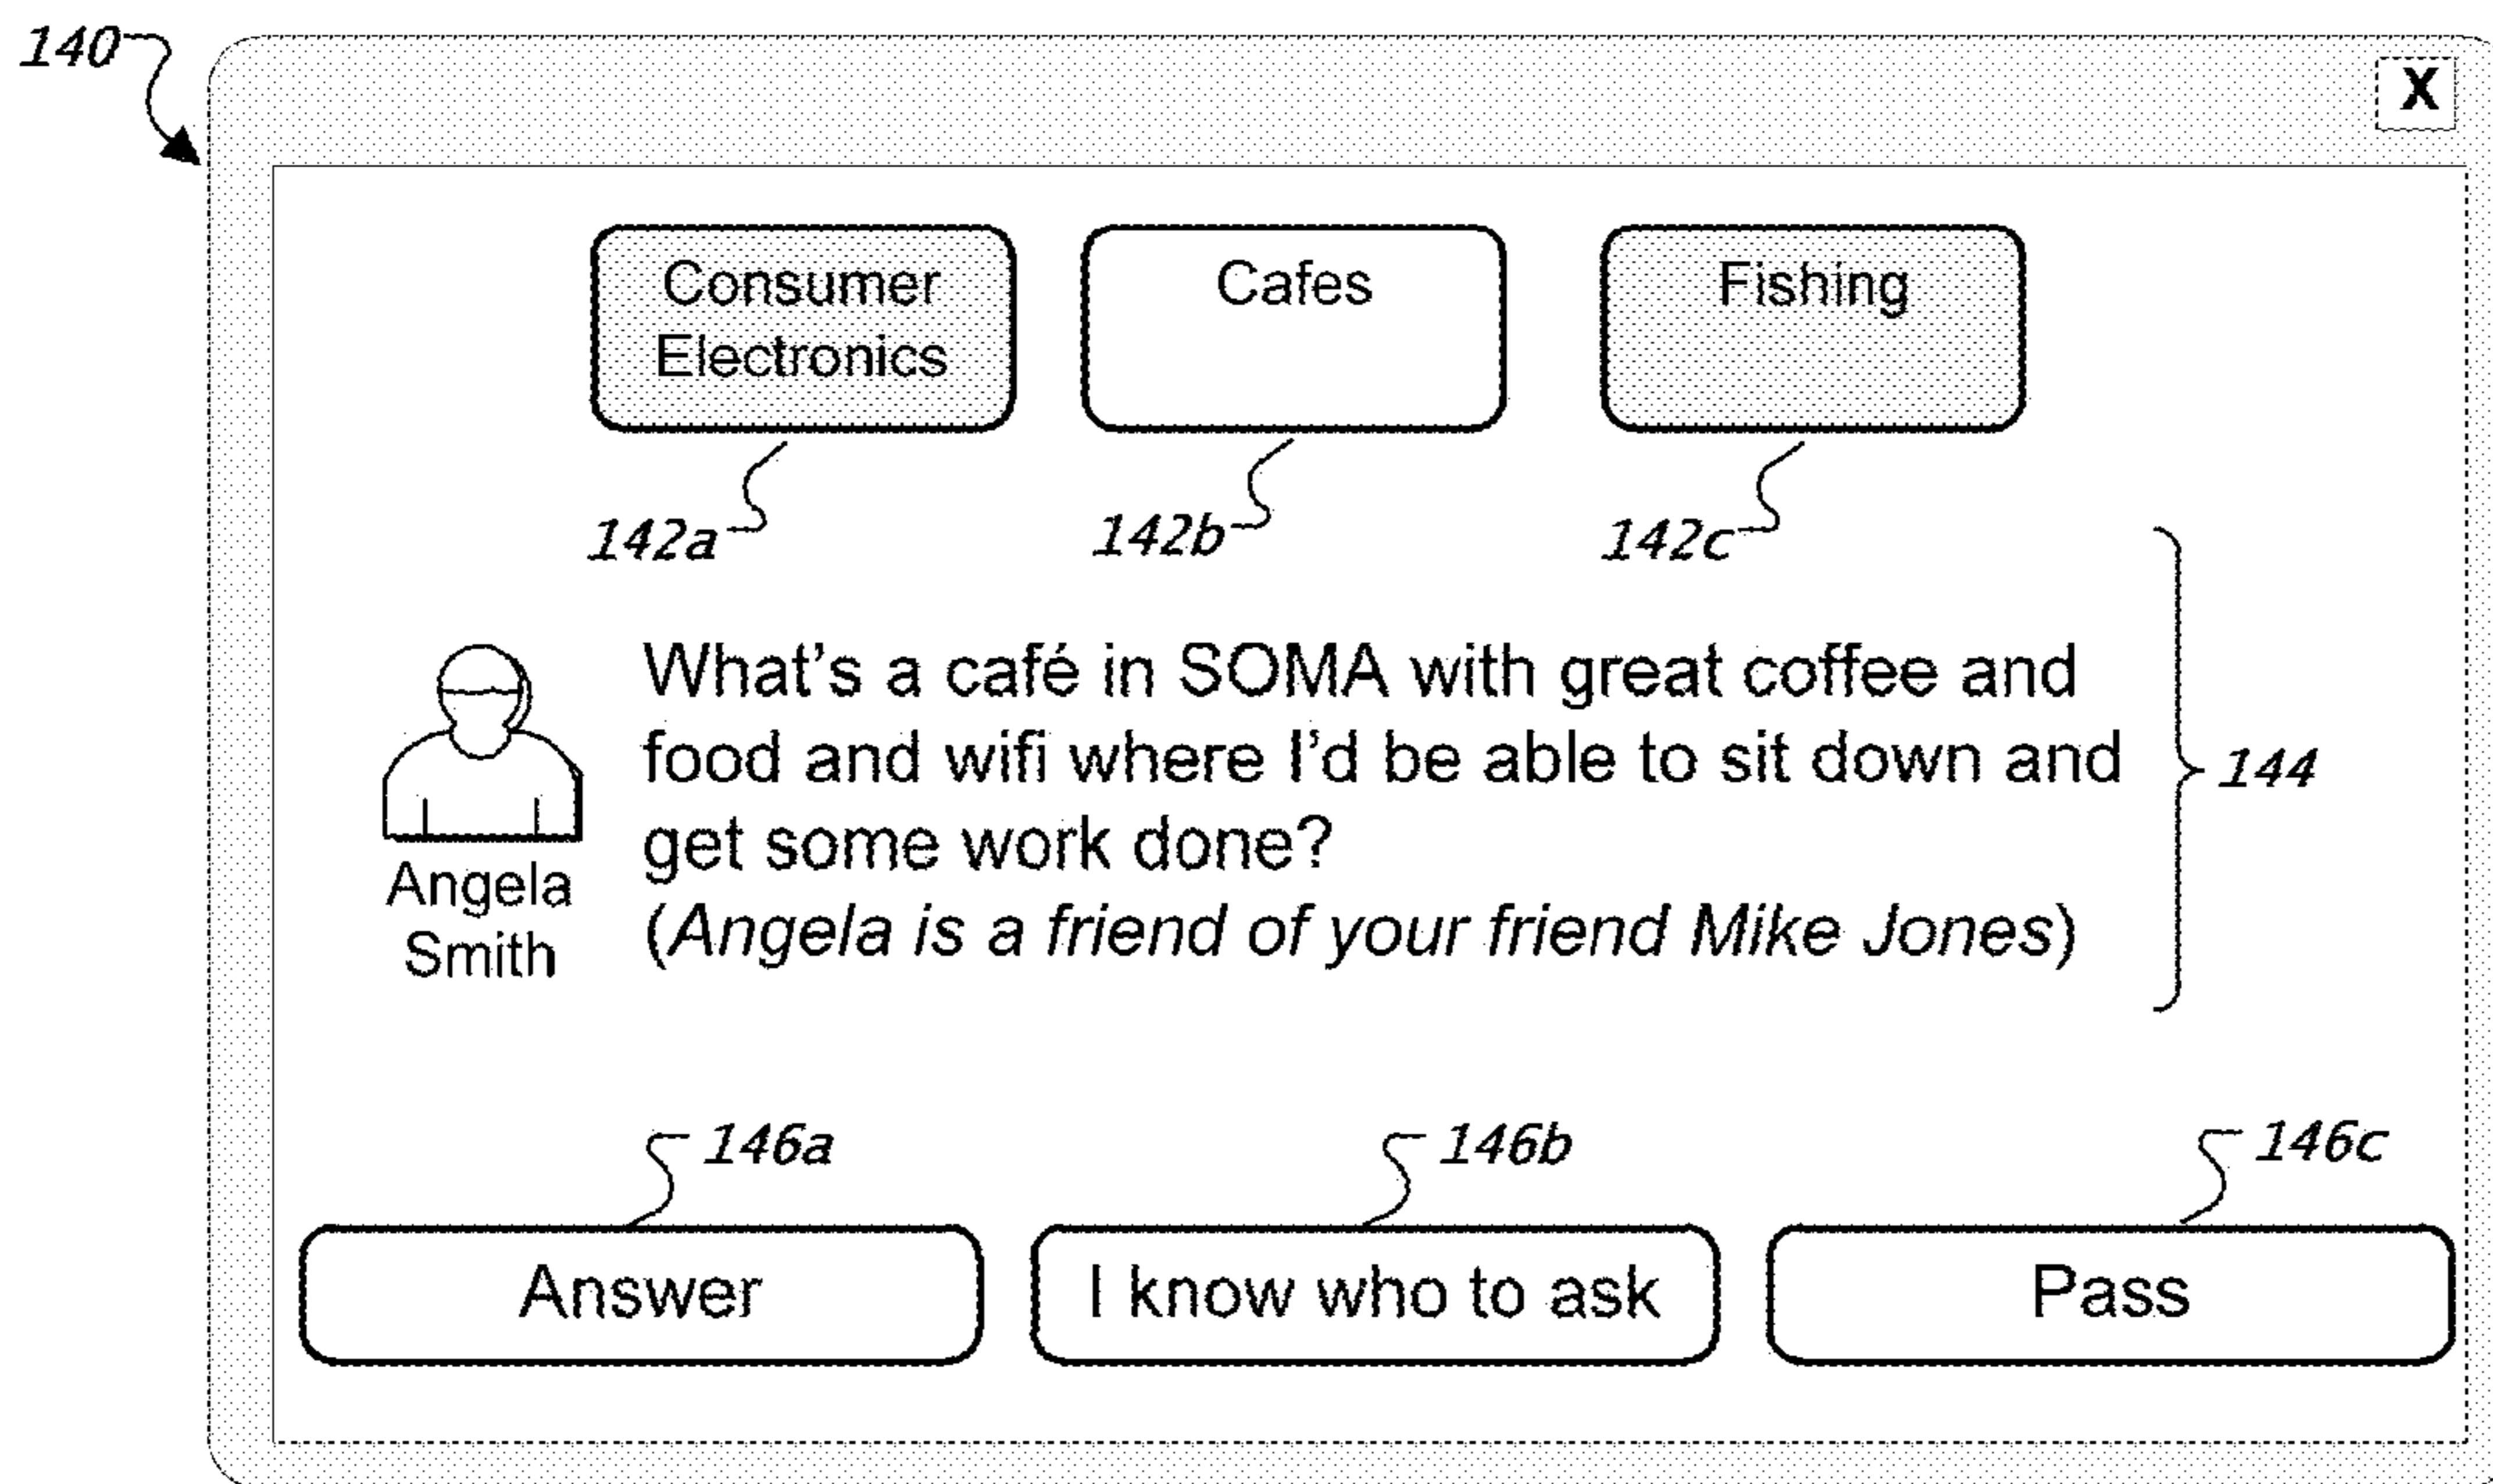 140
X
Consumer
Electronics
Cafes
Fishing
142a
142b
142c
What's a café in SOMA with great coffee and
food and wifi where I'd be able to sit down and
get some work done?
(Angela is a friend of your friend Mike Jones)
Angela
Smith
144
146a
146b
146c
Answer
I know who to ask
Pass